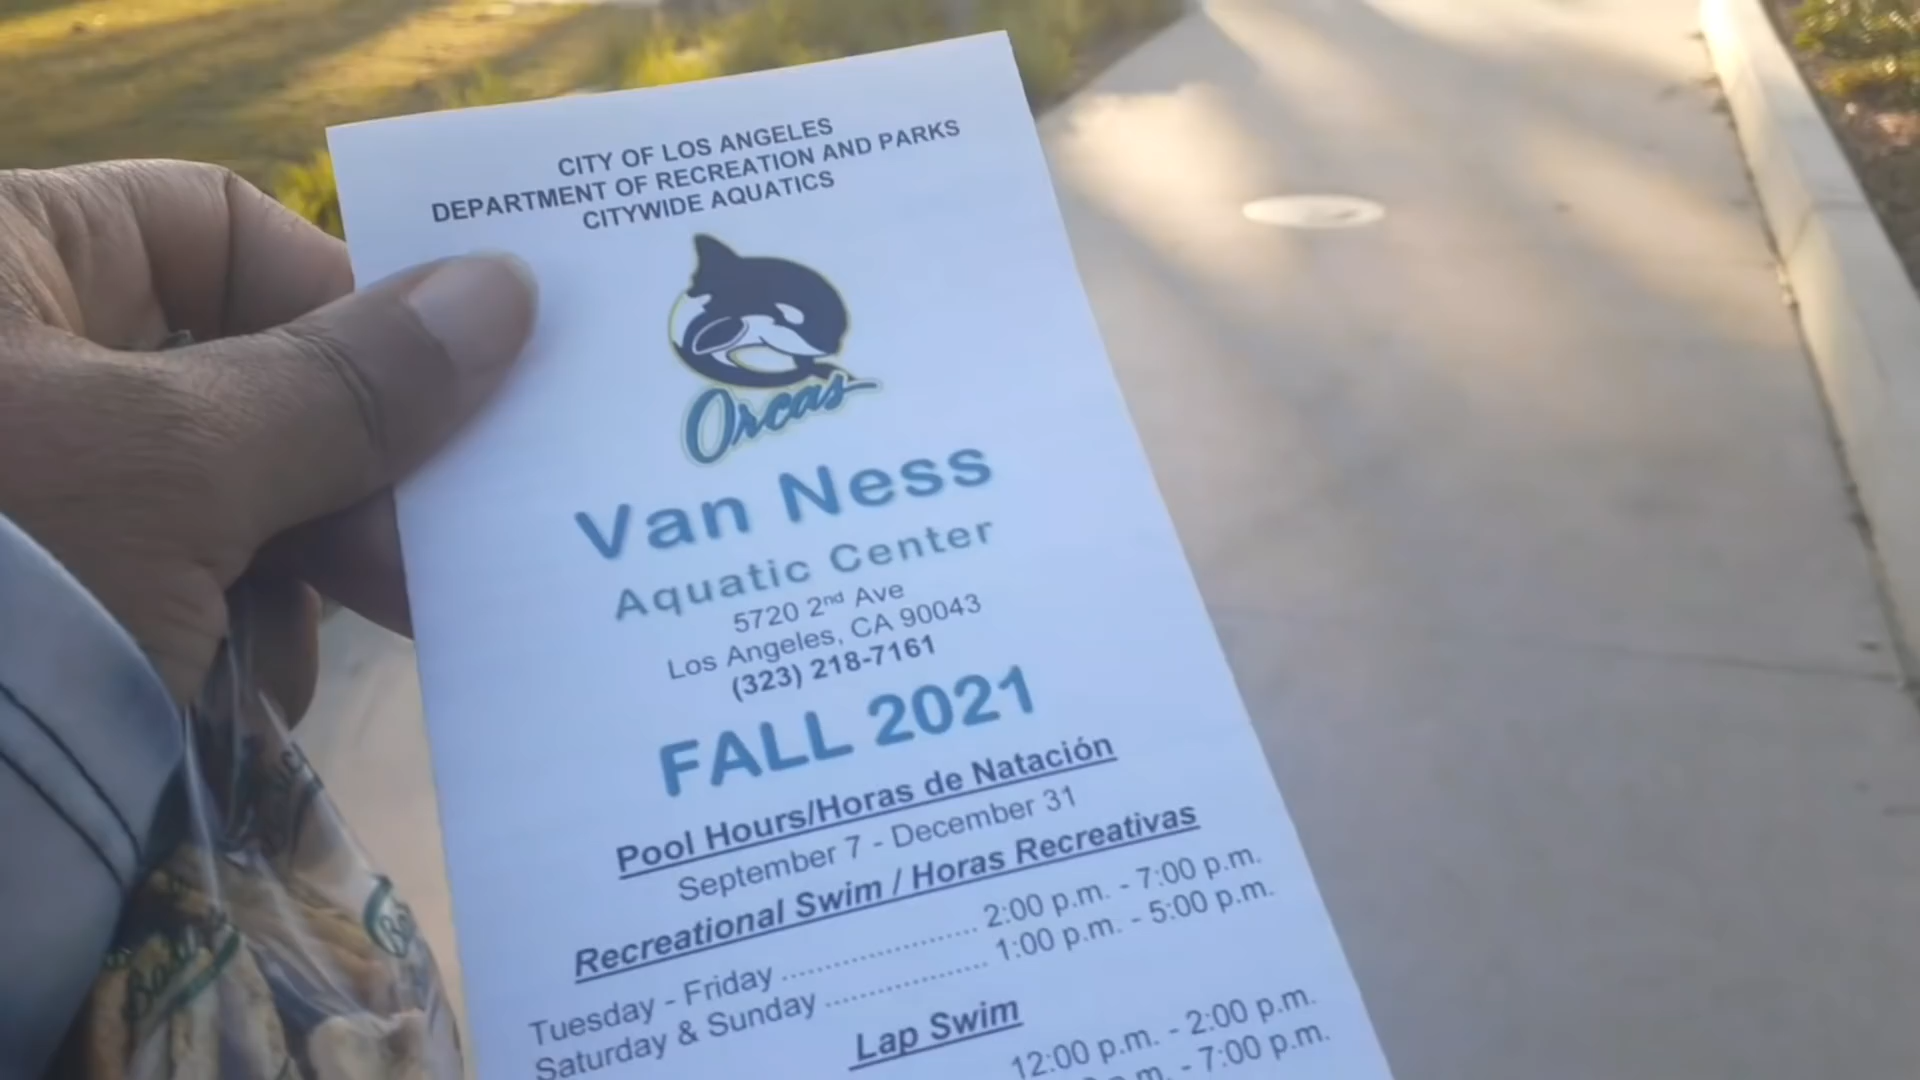 CITY OF LOS ANGELES
DEPARTMENT OF RECREATION AND PARKS
CITYWIDE AQUATICS
Orcas
Van Ness
Aquatic Center
5720 2nd Ave
Los Angeles, CA 90043
(323) 218-7161
FALL 2021
Pool Hours/Horas de Natación
September 7 - December 31
Recreational Swim / Horas Recreativas
Tuesday - Friday ........................ 2:00 p.m. - 7:00 p.m.
Saturday & Sunday .................... 1:00 p.m. - 5:00 p.m.
Lap Swim
12:00 p.m. - 2:00 p.m.
p.m. - 7:00 p.m.